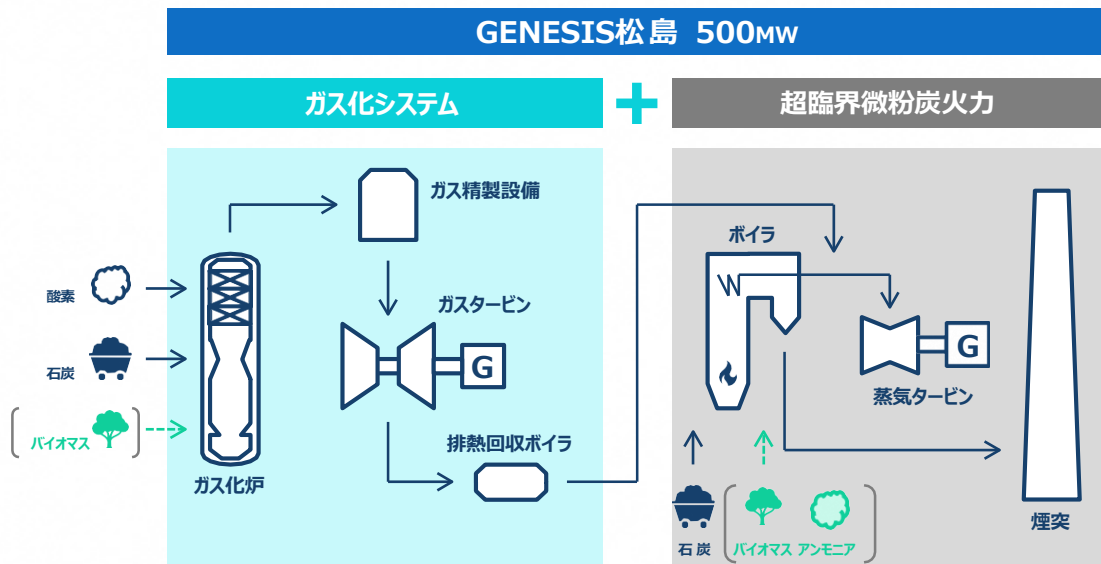 GENESIS松島 500MW
ガス化システム
超臨界微粉炭火力
ガス精製設備
ボイラ
酸素
ガスタービン
G
G
石炭
蒸気タービン
バイオマス
排熱回収ボイラ
ガス化炉
煙突
石炭
バイオマス
アンモニア